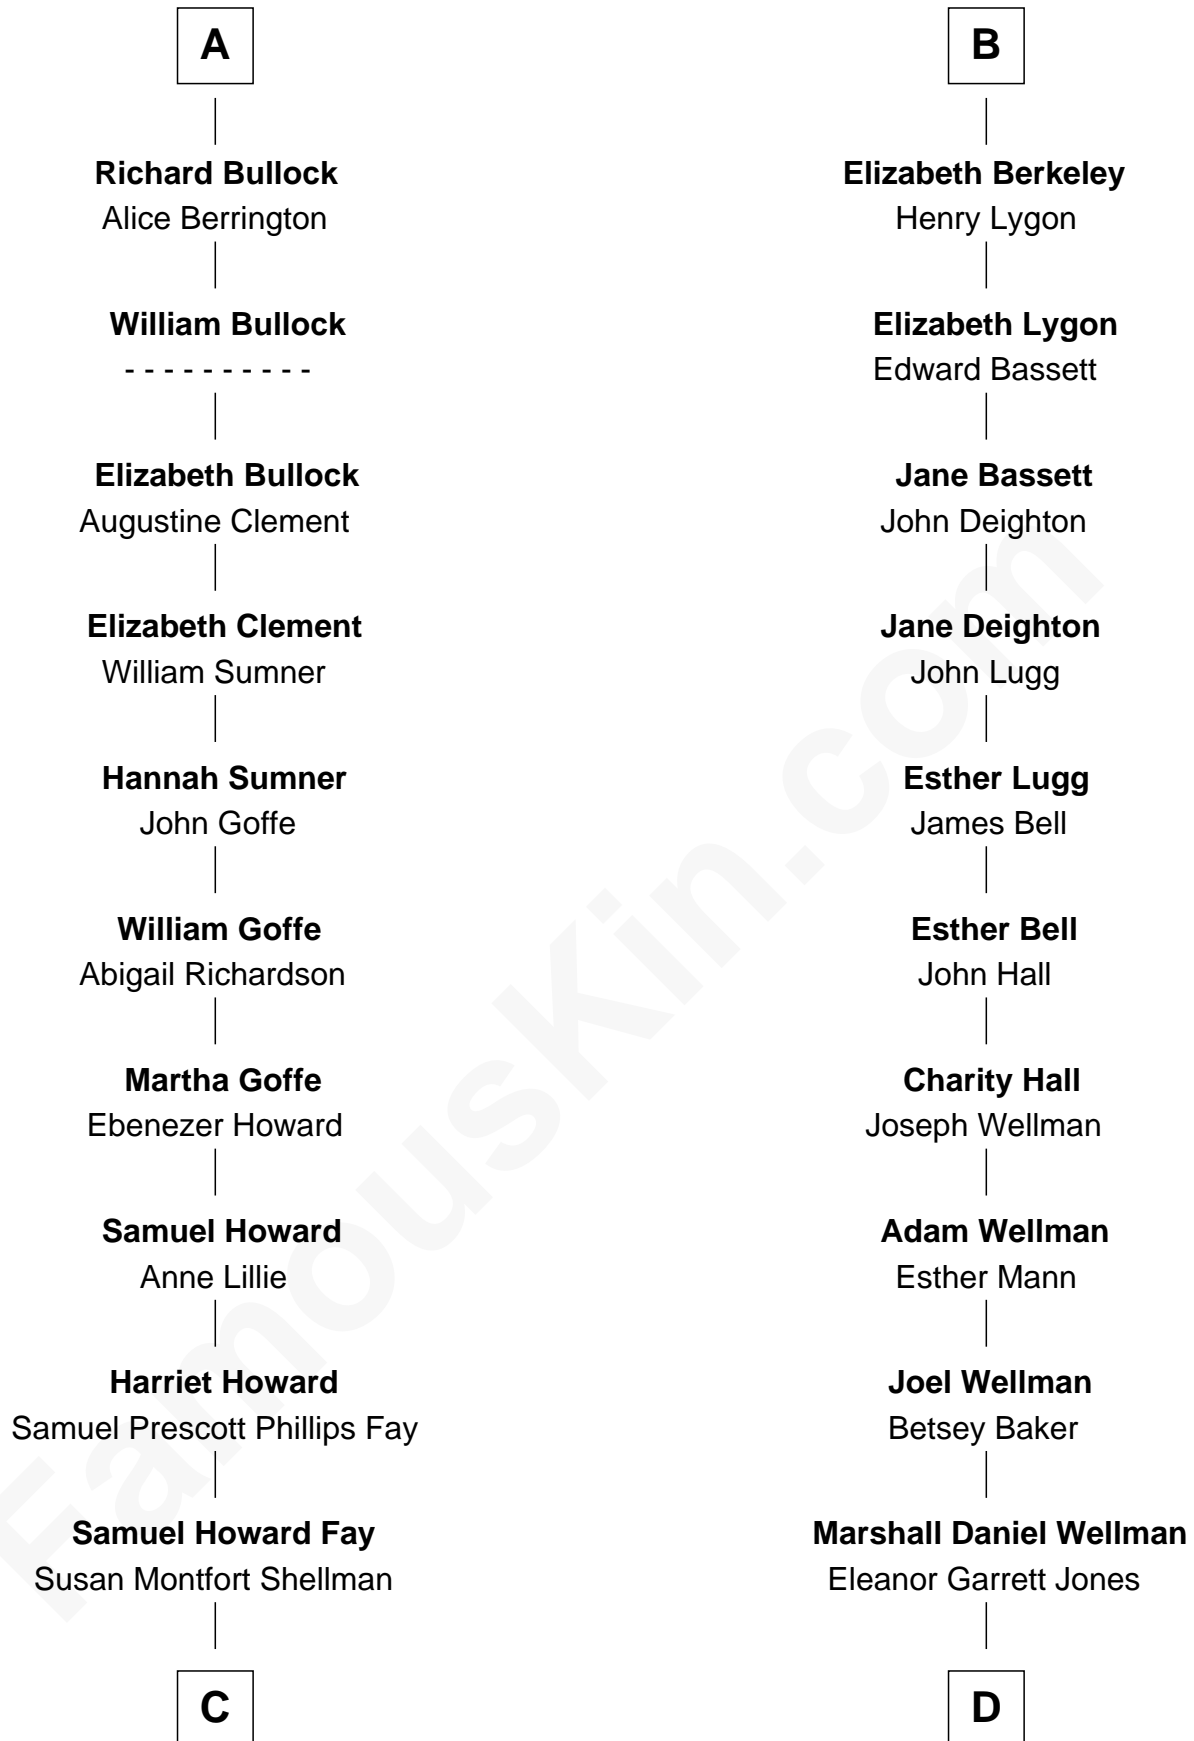 A
Richard Bullock
Alice Berrington
William Bullock
- - - - - - - - - -
Elizabeth Bullock
Augustine Clement
Elizabeth Clement
William Sumner
Hannah Sumner
John Goffe
William Goffe
Abigail Richardson
Martha Goffe
Ebenezer Howard
Samuel Howard
Anne Lillie
Harriet Howard
Samuel Prescott Phillips Fay
Samuel Howard Fay
Susan Montfort Shellman
C
B
Elizabeth Berkeley
Henry Lygon
Elizabeth Lygon
Edward Bassett
Jane Bassett
John Deighton
Jane Deighton
John Lugg
Esther Lugg
James Bell
Esther Bell
John Hall
Charity Hall
Joseph Wellman
Adam Wellman
Esther Mann
Joel Wellman
Betsey Baker
Marshall Daniel Wellman
Eleanor Garrett Jones
D
FamousKin.com